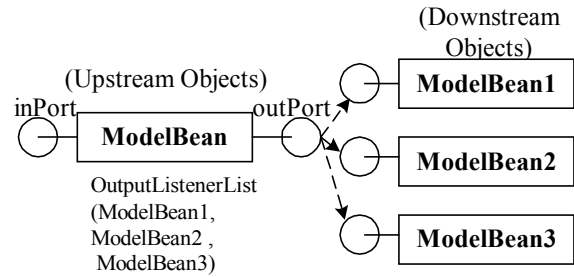 (Downstream
Objects)
(Upstream Objects)
inPort
outPort
ModelBean
ModelBean1
ModelBean2
ModelBean3
OutputListenerList
(ModelBean1,
ModelBean2 ,
ModelBean3)